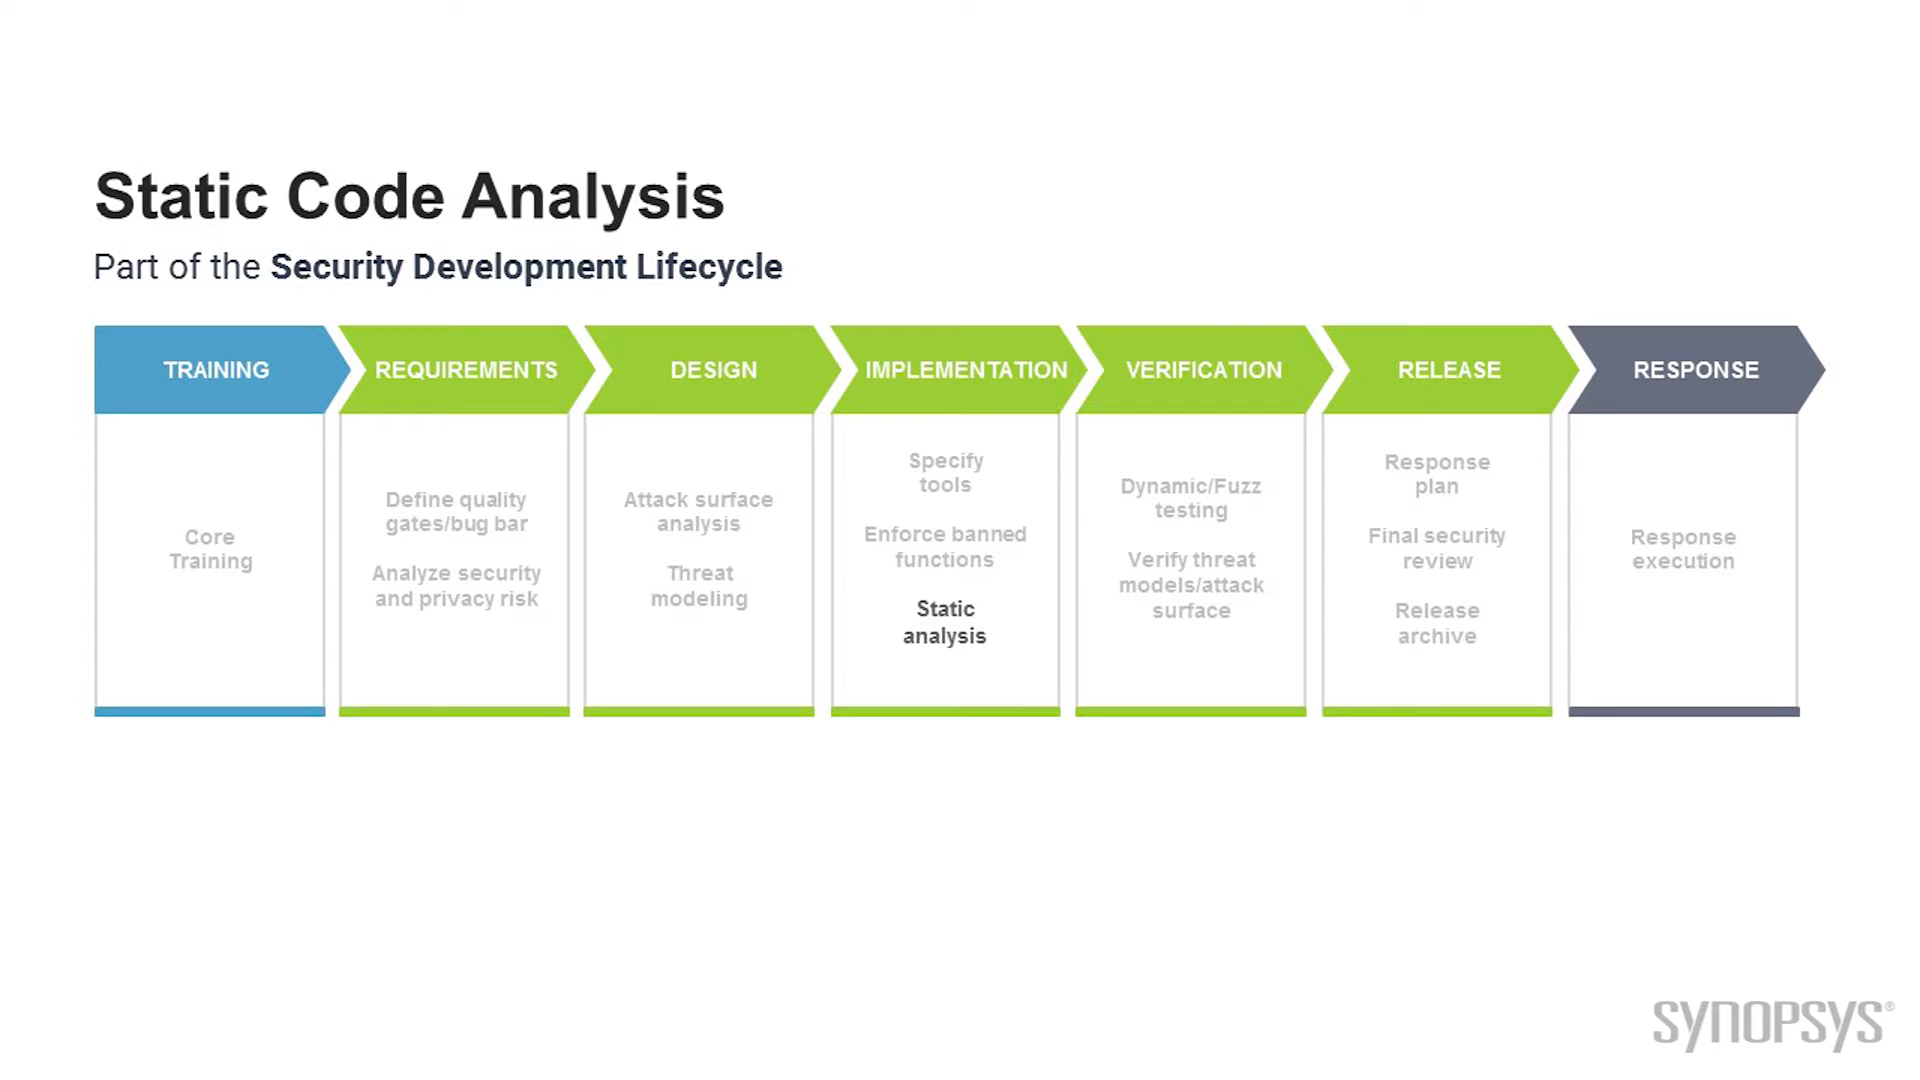 Static Code Analysis
Part of the Security Development Lifecycle
TRAINING
REQUIREMENTS
DESIGN
IMPLEMENTATION
VERIFICATION
RELEASE
RESPONSE
Core
Training
Define quality
gates/bug bar
Analyze security
and privacy risk
Attack surface
analysis
Threat
modeling
Specify
tools
Enforce banned
functions
Static
analysis
Dynamic/Fuzz
testing
Verify threat
models/attack
surface
Response
plan
Final security
review
Release
archive
Response
execution
SYNOPSYS®